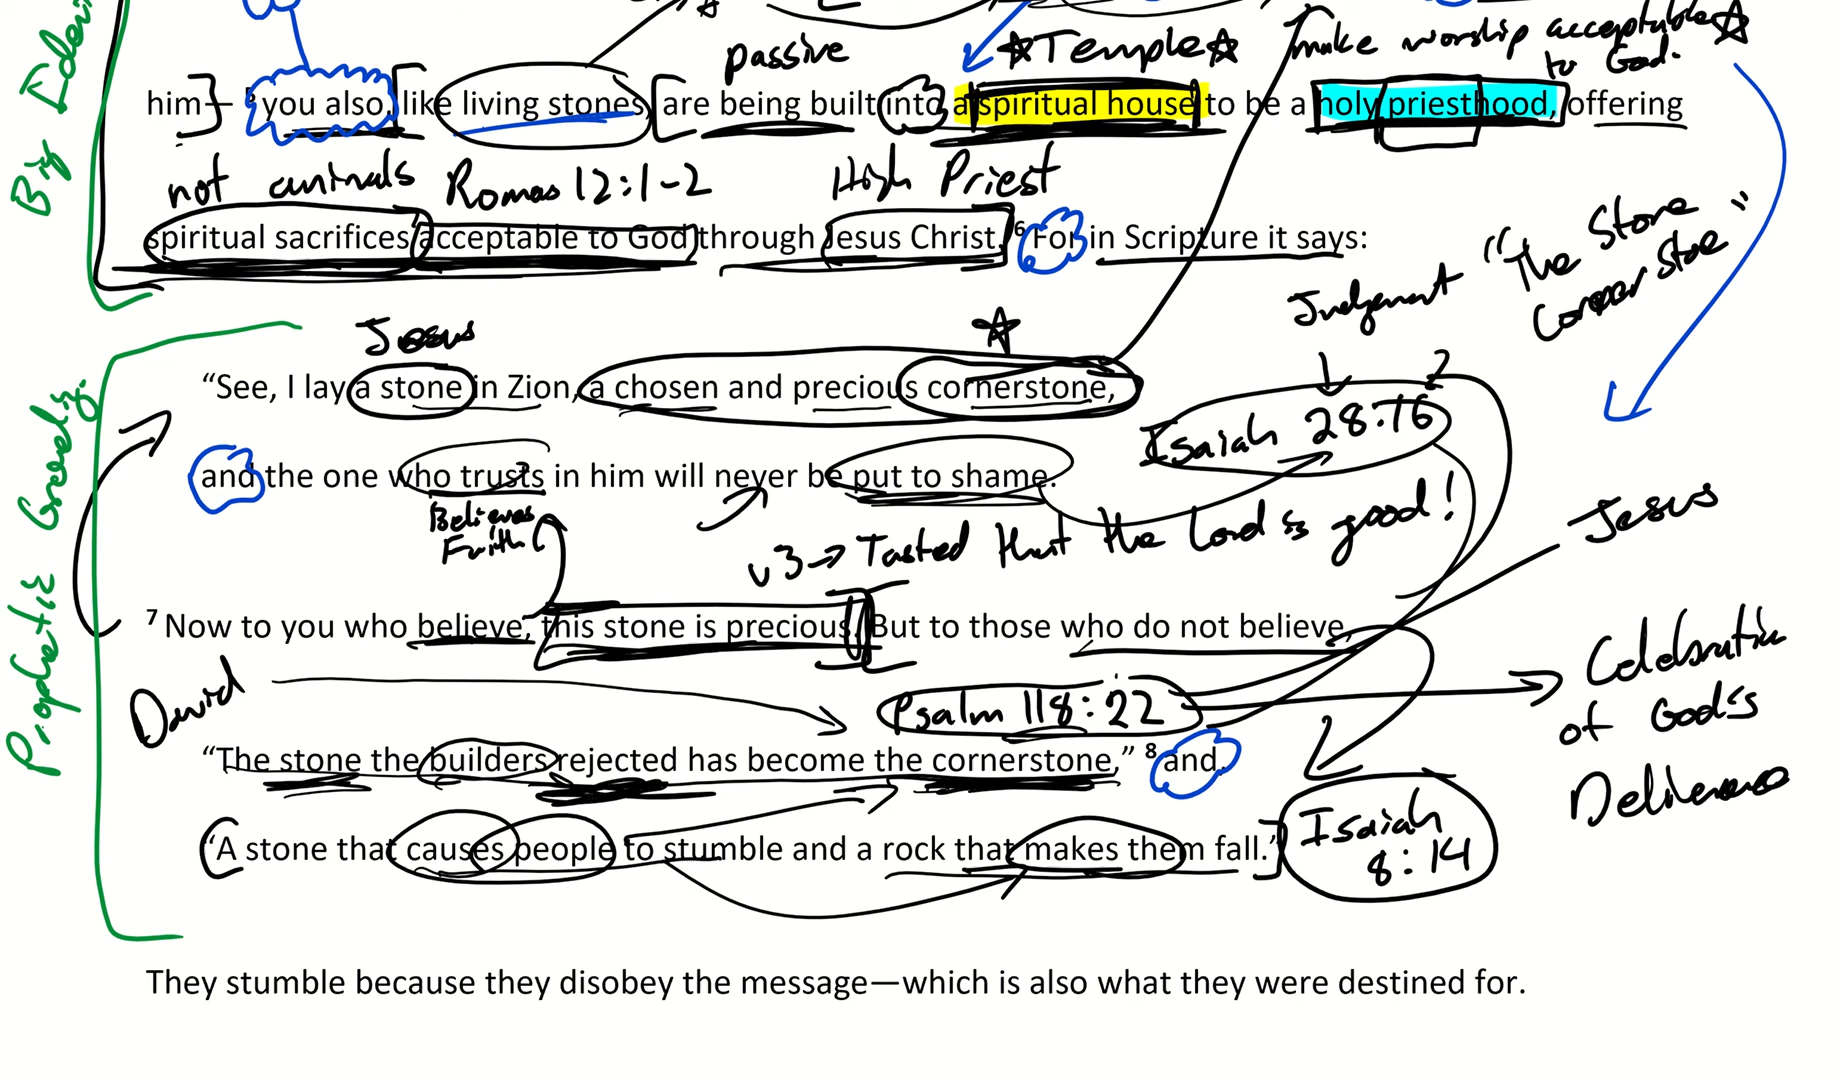 passive
☆Temple☆
make worship acceptable☆
to God.
him— ⁵ you also, like living stones, are being built into a spiritual house to be a holy priesthood, offering
not animals
Romas 12:1-2
High Priest
spiritual sacrifices acceptable to God through Jesus Christ. ⁶ For in Scripture it says:
"The Stone
Corner Stoe"
Judgement
Jesus
☆
“See, I lay a stone in Zion, a chosen and precious cornerstone,
2
Isaiah 28:16
and the one who trusts in him will never be put to shame.”
Believes
Faith
v3→ Tasted that the Lord is good!
Jesus
⁷ Now to you who believe, this stone is precious. But to those who do not believe,
David
Psalm 118:22
Celebration
of God's
Deliverance
“The stone the builders rejected has become the cornerstone,” ⁸ and,
“A stone that causes people to stumble and a rock that makes them fall.”
Isaiah
8:14
They stumble because they disobey the message—which is also what they were destined for.
Big
Prophetic